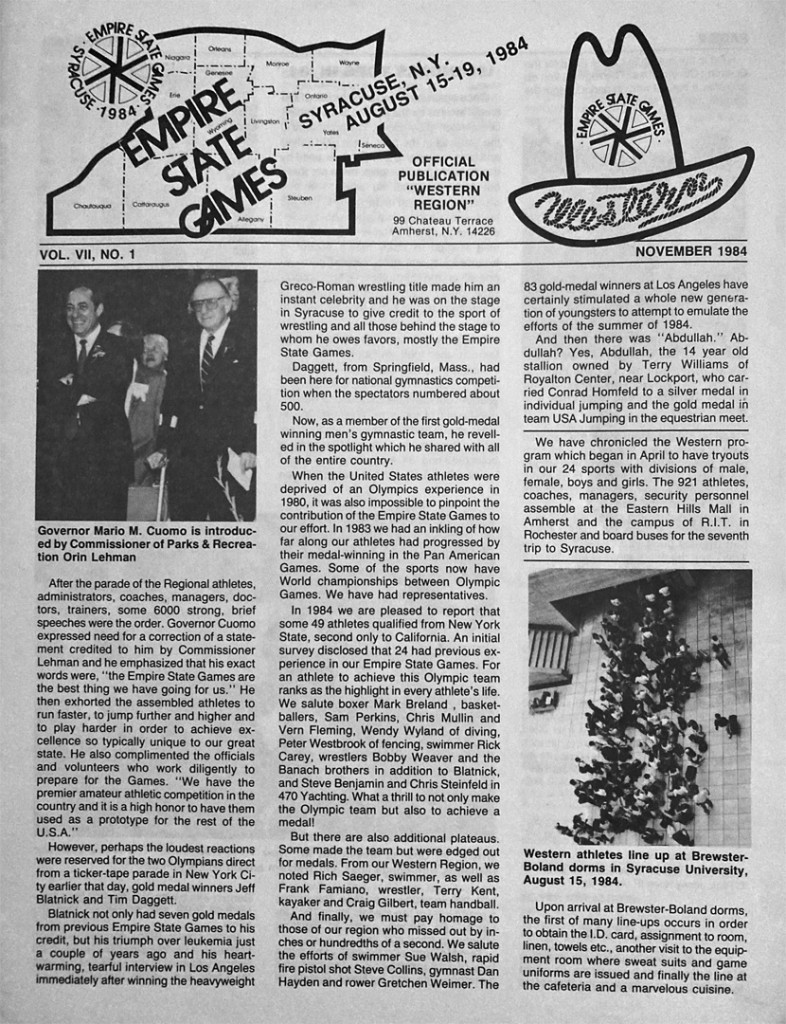 EMPIRE STATE GAMES
SYRACUSE 1984
Niagara
Orleans
Monroe
Wayne
Genesee
Erie
Wyoming
Livingston
Ontario
Yates
Seneca
Chautauqua
Cattaraugus
Allegany
Steuben
EMPIRE
STATE
GAMES
SYRACUSE, N.Y.
AUGUST 15-19, 1984
OFFICIAL
PUBLICATION
"WESTERN
REGION"
99 Chateau Terrace
Amherst, N.Y. 14226
EMPIRE STATE GAMES
Western
VOL. VII, NO. 1
NOVEMBER 1984
Governor Mario M. Cuomo is introduc-
ed by Commissioner of Parks & Recrea-
tion Orin Lehman
After the parade of the Regional athletes,
administrators, coaches, managers, doc-
tors, trainers, some 6000 strong, brief
speeches were the order. Governor Cuomo
expressed need for a correction of a state-
ment credited to him by Commissioner
Lehman and he emphasized that his exact
words were, "the Empire State Games are
the best thing we have going for us." He
then exhorted the assembled athletes to
run faster, to jump further and higher and
to play harder in order to achieve ex-
cellence so typically unique to our great
state. He also complimented the officials
and volunteers who work diligently to
prepare for the Games. "We have the
premier amateur athletic competition in the
country and it is a high honor to have them
used as a prototype for the rest of the
U.S.A."
However, perhaps the loudest reactions
were reserved for the two Olympians direct
from a ticker-tape parade in New York Ci-
ty earlier that day, gold medal winners Jeff
Blatnick and Tim Daggett.
Blatnick not only had seven gold medals
from previous Empire State Games to his
credit, but his triumph over leukemia just
a couple of years ago and his heart-
warming, tearful interview in Los Angeles
immediately after winning the heavyweight
Greco-Roman wrestling title made him an
instant celebrity and he was on the stage
in Syracuse to give credit to the sport of
wrestling and all those behind the stage to
whom he owes favors, mostly the Empire
State Games.
Daggett, from Springfield, Mass., had
been here for national gymnastics competi-
tion when the spectators numbered about
500.
Now, as a member of the first gold-medal
winning men's gymnastic team, he revell-
ed in the spotlight which he shared with all
of the entire country.
When the United States athletes were
deprived of an Olympics experience in
1980, it was also impossible to pinpoint the
contribution of the Empire State Games to
our effort. In 1983 we had an inkling of how
far along our athletes had progressed by
their medal-winning in the Pan American
Games. Some of the sports now have
World championships between Olympic
Games. We have had representatives.
In 1984 we are pleased to report that
some 49 athletes qualified from New York
State, second only to California. An initial
survey disclosed that 24 had previous ex-
perience in our Empire State Games. For
an athlete to achieve this Olympic team
ranks as the highlight in every athlete's life.
We salute boxer Mark Breland , basket-
ballers, Sam Perkins, Chris Mullin and
Vern Fleming, Wendy Wyland of diving,
Peter Westbrook of fencing, swimmer Rick
Carey, wrestlers Bobby Weaver and the
Banach brothers in addition to Blatnick,
and Steve Benjamin and Chris Steinfeld in
470 Yachting. What a thrill to not only make
the Olympic team but also to achieve a
medal!
But there are also additional plateaus.
Some made the team but were edged out
for medals. From our Western Region, we
noted Rich Saeger, swimmer, as well as
Frank Famiano, wrestler, Terry Kent,
kayaker and Craig Gilbert, team handball.
And finally, we must pay homage to
those of our region who missed out by in-
ches or hundredths of a second. We salute
the efforts of swimmer Sue Walsh, rapid
fire pistol shot Steve Collins, gymnast Dan
Hayden and rower Gretchen Weimer. The
83 gold-medal winners at Los Angeles have
certainly stimulated a whole new genera-
tion of youngsters to attempt to emulate the
efforts of the summer of 1984.
And then there was "Abdullah." Ab-
dullah? Yes, Abdullah, the 14 year old
stallion owned by Terry Williams of
Royalton Center, near Lockport, who car-
ried Conrad Homfeld to a silver medal in
individual jumping and the gold medal in
team USA Jumping in the equestrian meet.
We have chronicled the Western pro-
gram which began in April to have tryouts
in our 24 sports with divisions of male,
female, boys and girls. The 921 athletes,
coaches, managers, security personnel
assemble at the Eastern Hills Mall in
Amherst and the campus of R.I.T. in
Rochester and board buses for the seventh
trip to Syracuse.
Western athletes line up at Brewster-
Boland dorms in Syracuse University,
August 15, 1984.
Upon arrival at Brewster-Boland dorms,
the first of many line-ups occurs in order
to obtain the I.D. card, assignment to room,
linen, towels etc., another visit to the equip-
ment room where sweat suits and game
uniforms are issued and finally the line at
the cafeteria and a marvelous cuisine.